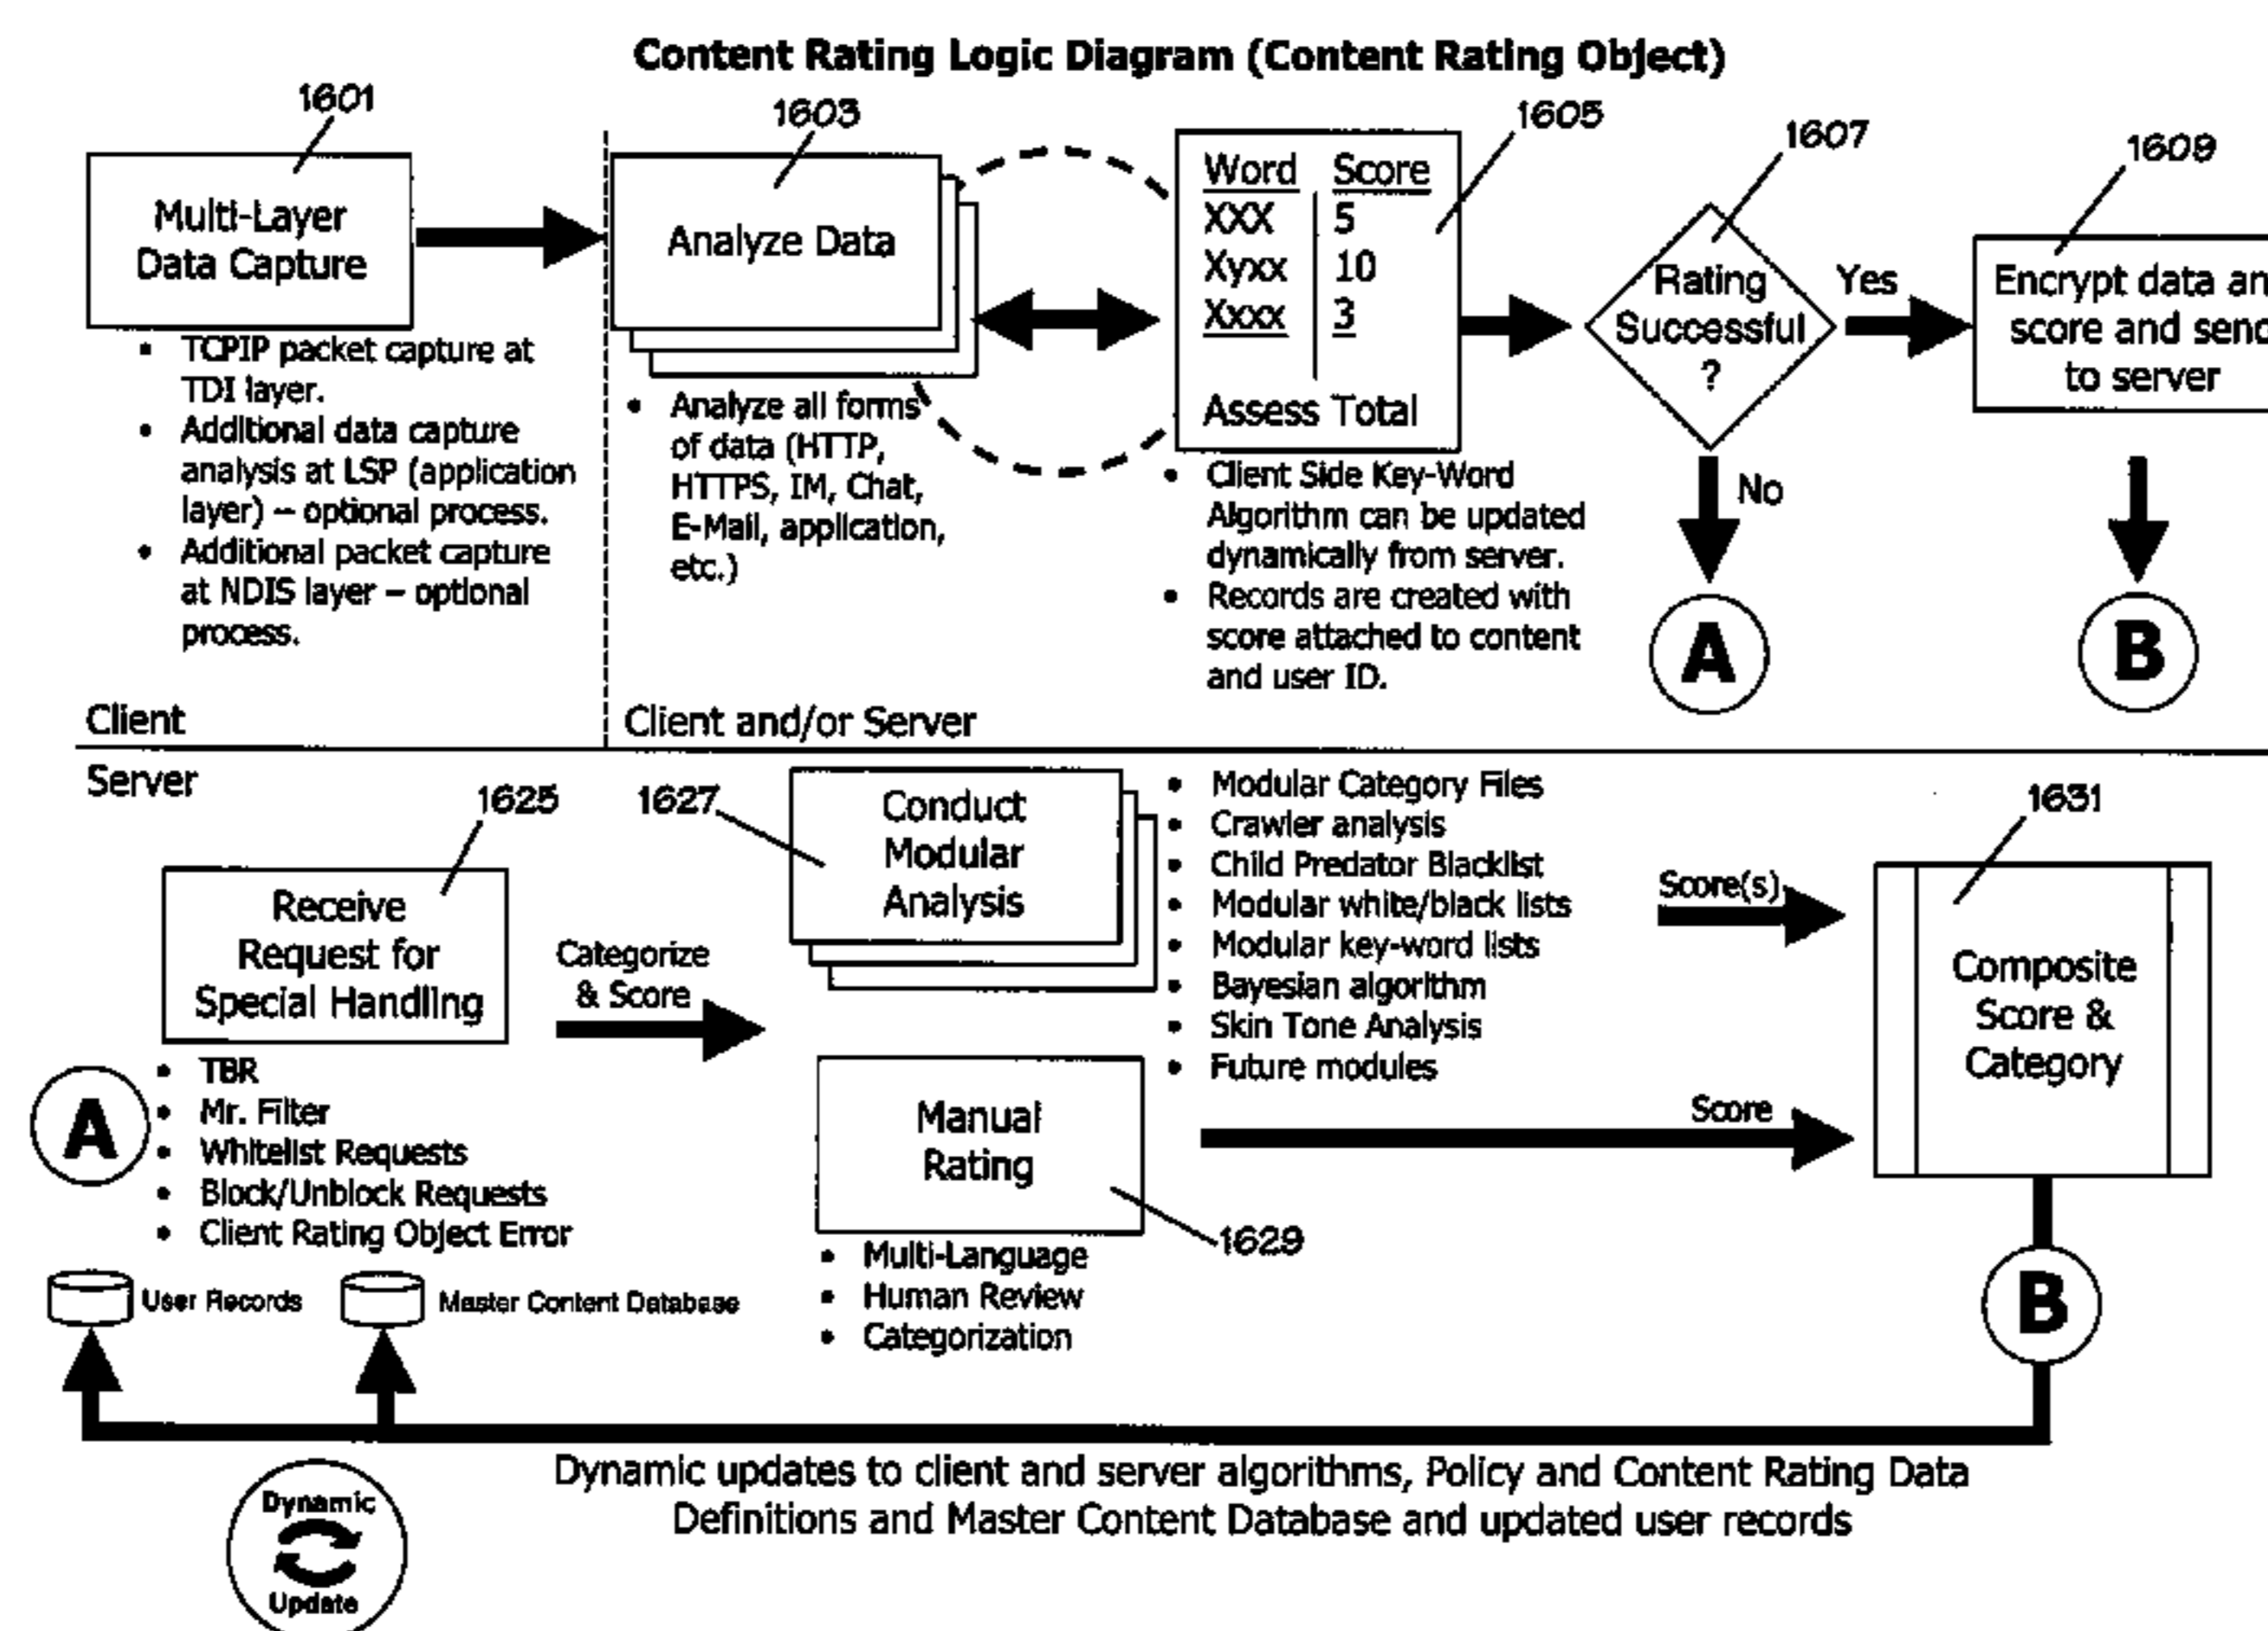 Content Rating Logic Diagram (Content Rating Object)
1601
1603
1605
1607
1609
Multi-Layer
Data Capture
• TCPIP packet capture at
TDI layer.
• Additional data capture
analysis at LSP (application
layer) – optional process.
• Additional packet capture
at NDIS layer – optional
process.
Analyze Data
• Analyze all forms
of data (HTTP,
HTTPS, IM, Chat,
E-Mail, application,
etc.)
Word Score
XXX 5
Xyxx 10
Xxxx 3
Assess Total
• Client Side Key-Word
Algorithm can be updated
dynamically from server.
• Records are created with
score attached to content
and user ID.
Rating
Successful
?
Yes
No
Encrypt data an
score and send
to server
A
B
Client
Client and/or Server
Server
1625
1627
1631
Receive
Request for
Special Handling
A
• TBR
• Mr. Filter
• Whitelist Requests
• Block/Unblock Requests
• Client Rating Object Error
Categorize
& Score
Conduct
Modular
Analysis
• Modular Category Files
• Crawler analysis
• Child Predator Blacklist
• Modular white/black lists
• Modular key-word lists
• Bayesian algorithm
• Skin Tone Analysis
• Future modules
Score(s)
Manual
Rating
1629
• Multi-Language
• Human Review
• Categorization
Score
Composite
Score &
Category
B
User Records
Master Content Database
Dynamic updates to client and server algorithms, Policy and Content Rating Data
Definitions and Master Content Database and updated user records
Dynamic
Update